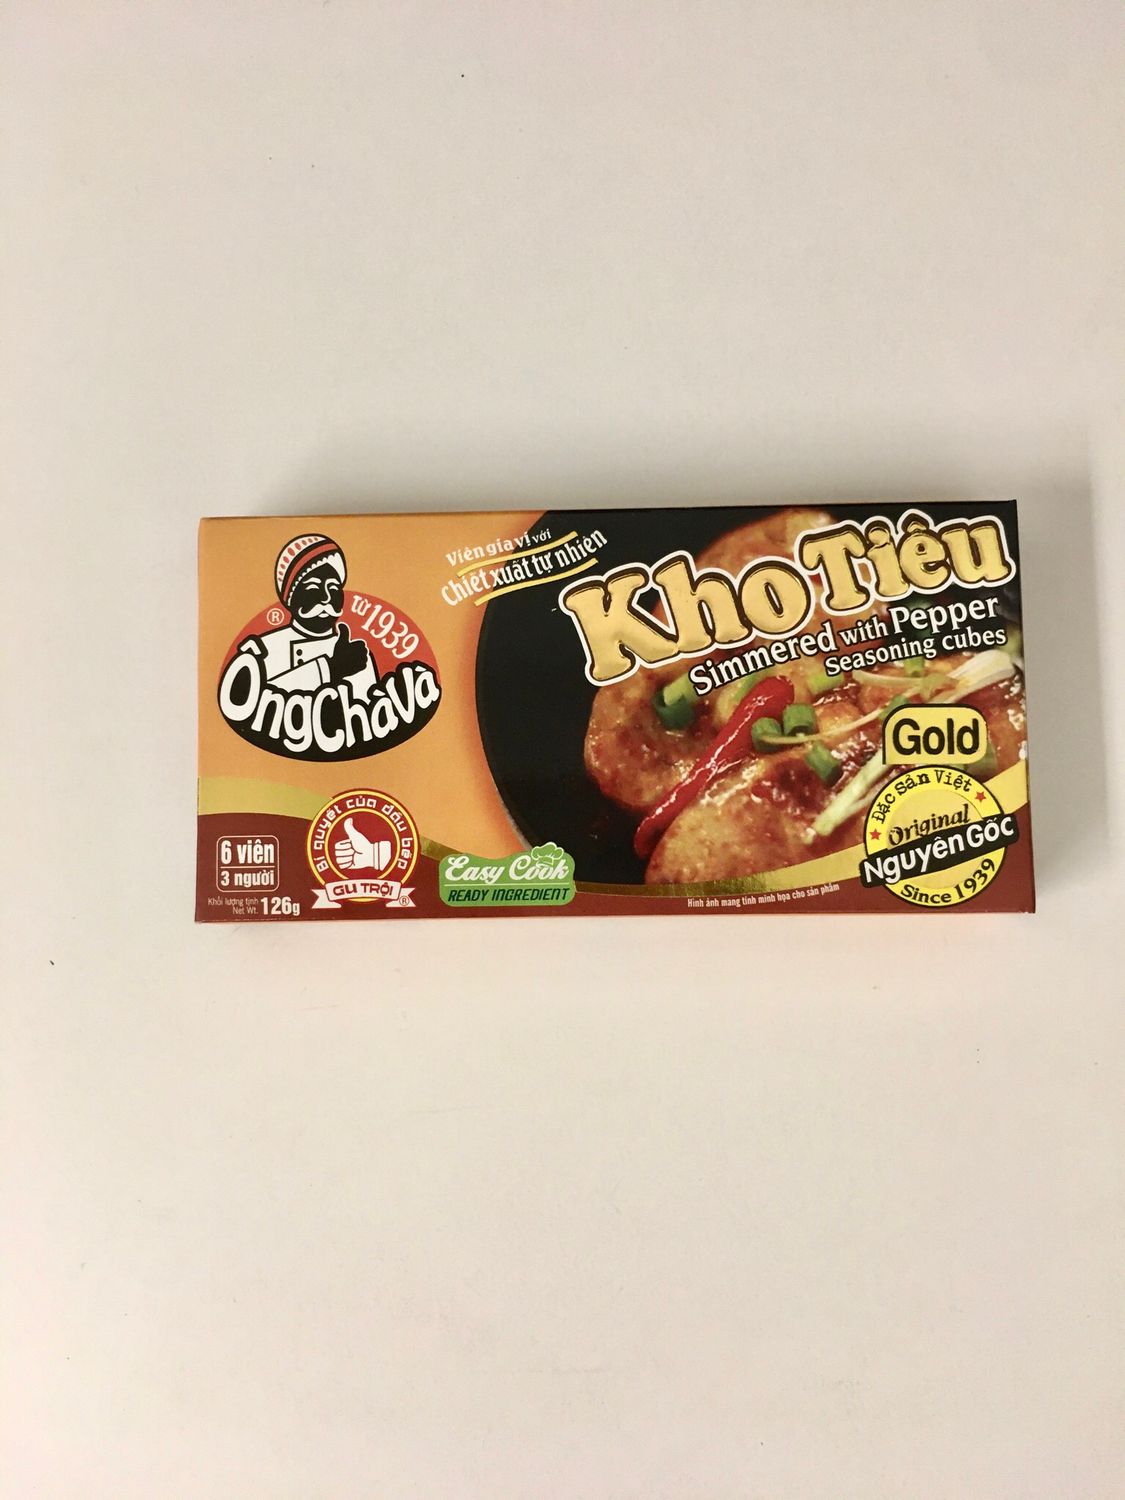 ®
Từ 1939
ÔngChàvà
Viên gia vị với
chiết xuất tự nhiên
Kho Tiêu
Simmered with Pepper
seasoning cubes
Gold
Đặc Sản Việt
Original
Nguyên Gốc
Since 1939
6 viên
3 người
Khối lượng tịnh
Net Wt. 126g
Bí quyết của đầu bếp
GU TRỘI
®
Easy Cook
READY INGREDIENT
Hình ảnh mang tính minh họa cho sản phẩm